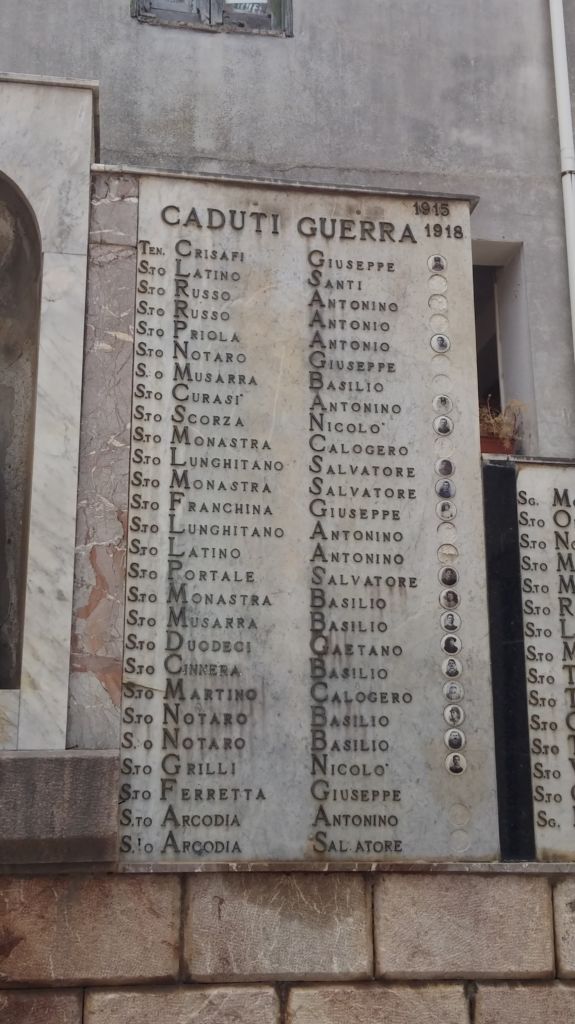 CADUTI GUERRA 1915 1918
TEN. CRISAFI GIUSEPPE
S.TO LATINO SANTI
S.TO RUSSO ANTONINO
S.TO RUSSO ANTONIO
S.TO PRIOLA ANTONIO
S.TO NOTARO GIUSEPPE
S. O MUSARRA BASILIO
S.TO CURASI' ANTONINO
S.TO SCORZA NICOLO'
S.TO MONASTRA CALOGERO
S.TO LUNGHITANO SALVATORE
S.TO MONASTRA SALVATORE
S.TO FRANCHINA GIUSEPPE
S.TO LUNGHITANO ANTONINO
S.TO LATINO ANTONINO
S.TO PORTALE SALVATORE
S.TO MONASTRA BASILIO
S.TO MUSARRA BASILIO
S.TO DUODECI GAETANO
S.TO CINNERA BASILIO
S.TO MARTINO CALOGERO
S.TO NOTARO BASILIO
S. O NOTARO BASILIO
S.TO GRILLI NICOLO'
S.TO FERRETTA GIUSEPPE
S.TO ARCODIA ANTONINO
S.TO ARCODIA SAL ATORE